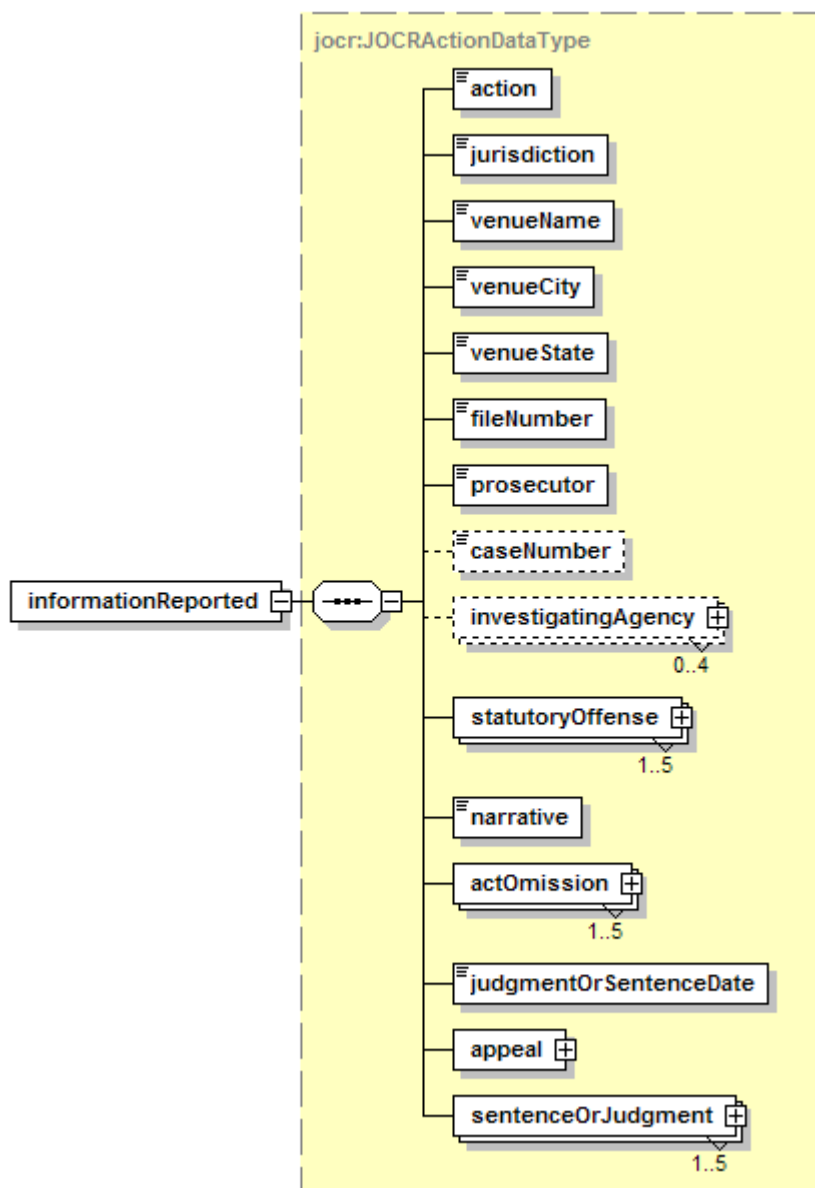 jocr:JOCRActionDataType
action
jurisdiction
venueName
venueCity
venueState
fileNumber
prosecutor
caseNumber
informationReported
investigatingAgency
0..4
statutoryOffense
1..5
narrative
actOmission
1..5
judgmentOrSentenceDate
appeal
sentenceOrJudgment
1..5